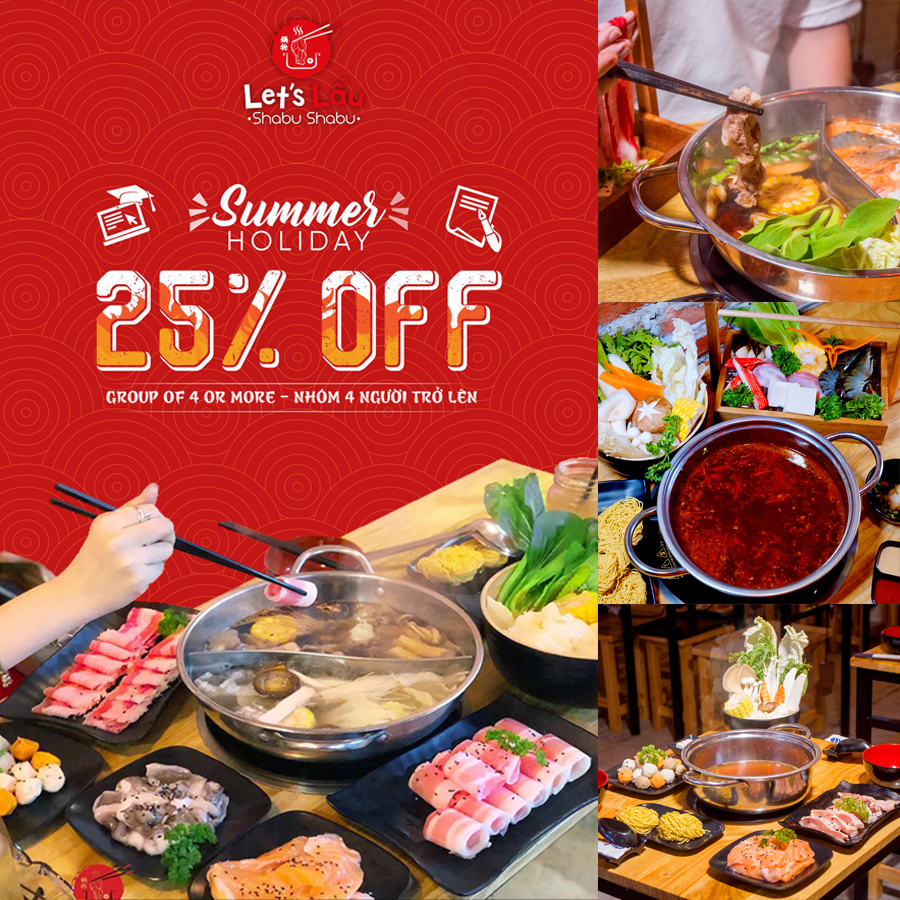 Let's Lẩu
•Shabu Shabu•
Summer
HOLIDAY
25% OFF
GROUP OF 4 OR MORE - NHÓM 4 NGƯỜI TRỞ LÊN